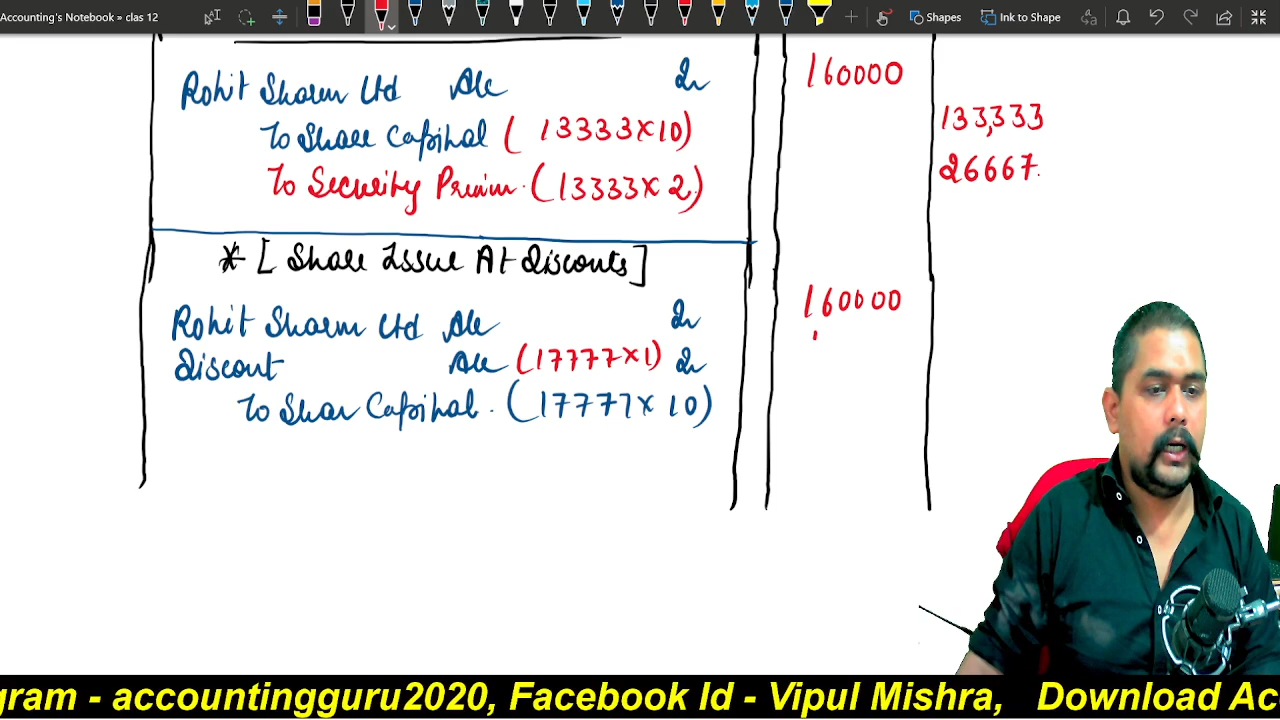 Accounting's Notebook » clas 12
Shapes
Ink to Shape
Rohit Sharm Ltd A/c Dr 160000
To Share Capital (13333×10) 133,333
To Security Primim. (13333×2) 26667.
* [Share Issue At Discounts]
Rohit Sharm Ltd A/c Dr 160000
Discount A/c (17777×1) Dr
To Shar Capital. (17777×10)
gram - accountingguru2020, Facebook Id - Vipul Mishra, Download Ac